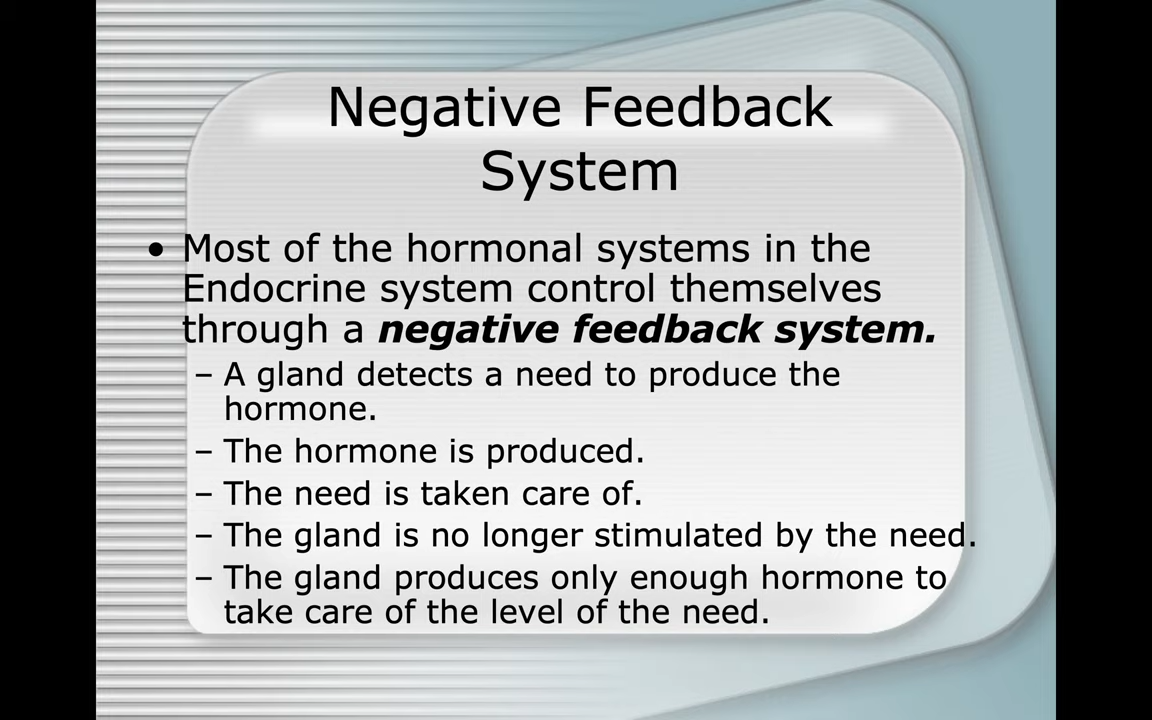 Negative Feedback
System
• Most of the hormonal systems in the
Endocrine system control themselves
through a negative feedback system.
– A gland detects a need to produce the
hormone.
– The hormone is produced.
– The need is taken care of.
– The gland is no longer stimulated by the need.
– The gland produces only enough hormone to
take care of the level of the need.